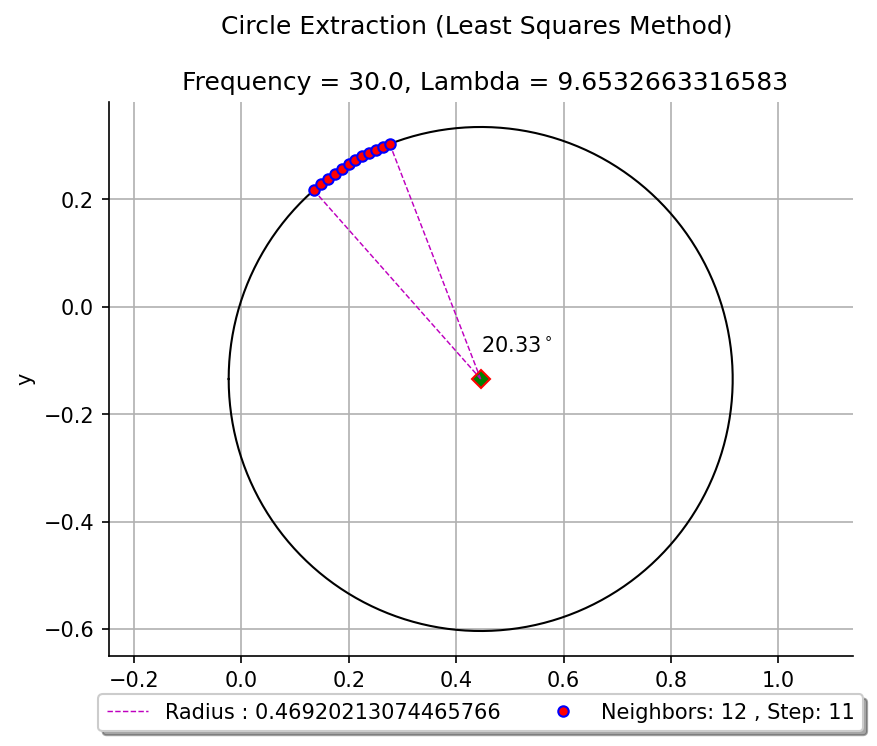 Circle Extraction (Least Squares Method)
Frequency = 30.0, Lambda = 9.6532663316583
0.2
0.0
−0.2
−0.4
−0.6
y
20.33°
−0.2 0.0 0.2 0.4 0.6 0.8 1.0
Radius : 0.46920213074465766 Neighbors: 12 , Step: 11